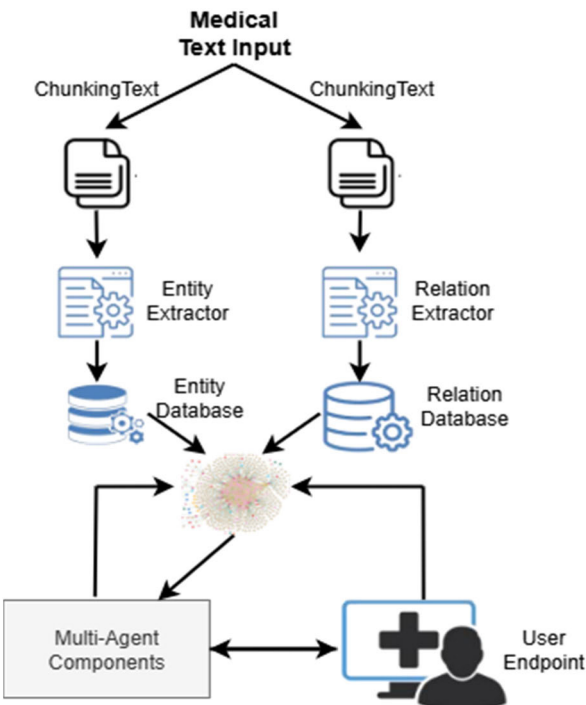 Medical
Text Input
ChunkingText
ChunkingText
Entity
Extractor
Relation
Extractor
Entity
Database
Relation
Database
Multi-Agent
Components
User
Endpoint